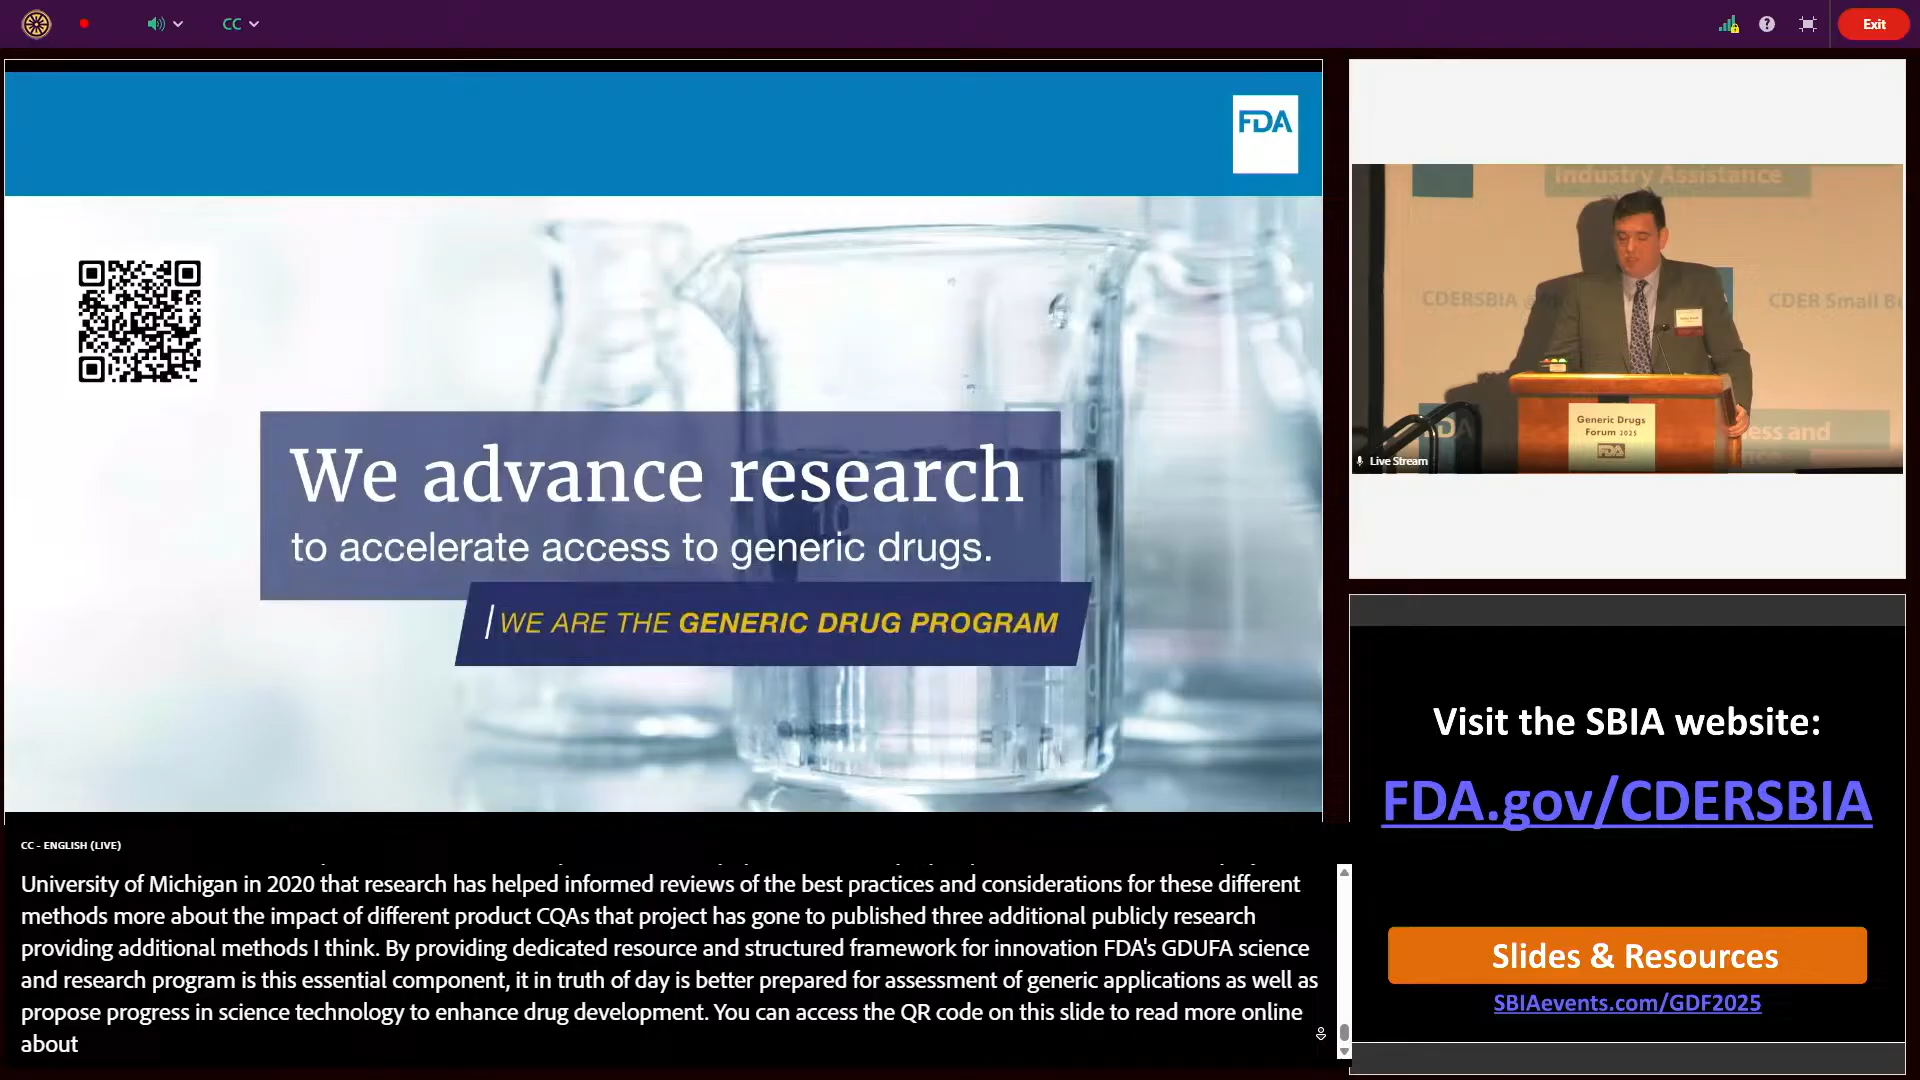 CC
Exit
FDA
We advance research
to accelerate access to generic drugs.
WE ARE THE GENERIC DRUG PROGRAM
Industry Assistance
CDERSBIA
CDER Small Bu
Generic Drugs
Forum 2025
FDA
ess and
Live Stream
Visit the SBIA website:
FDA.gov/CDERSBIA
Slides & Resources
SBIAevents.com/GDF2025
CC - ENGLISH (LIVE)
University of Michigan in 2020 that research has helped informed reviews of the best practices and considerations for these different
methods more about the impact of different product CQAs that project has gone to published three additional publicly research
providing additional methods I think. By providing dedicated resource and structured framework for innovation FDA's GDUFA science
and research program is this essential component, it in truth of day is better prepared for assessment of generic applications as well as
propose progress in science technology to enhance drug development. You can access the QR code on this slide to read more online
about